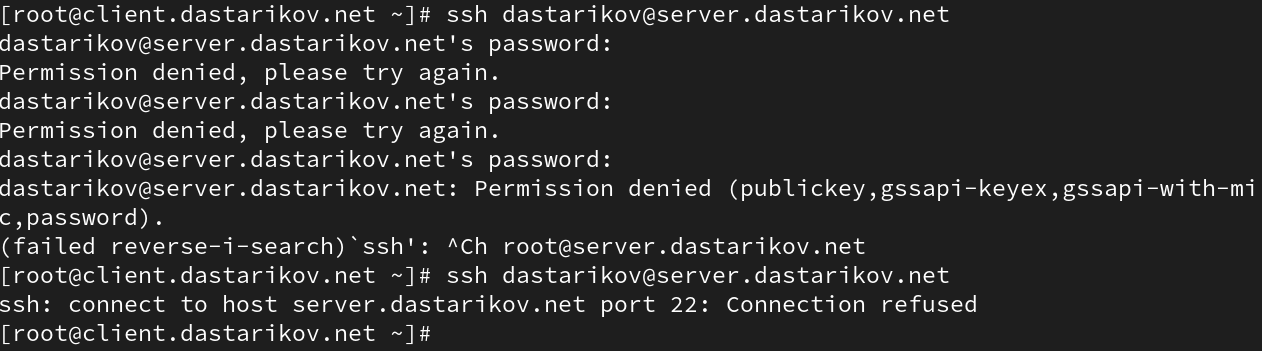 [root@client.dastarikov.net ~]# ssh dastarikov@server.dastarikov.net
dastarikov@server.dastarikov.net's password:
Permission denied, please try again.
dastarikov@server.dastarikov.net's password:
Permission denied, please try again.
dastarikov@server.dastarikov.net's password:
dastarikov@server.dastarikov.net: Permission denied (publickey,gssapi-keyex,gssapi-with-mi
c,password).
(failed reverse-i-search)`ssh': ^Ch root@server.dastarikov.net
[root@client.dastarikov.net ~]# ssh dastarikov@server.dastarikov.net
ssh: connect to host server.dastarikov.net port 22: Connection refused
[root@client.dastarikov.net ~]#